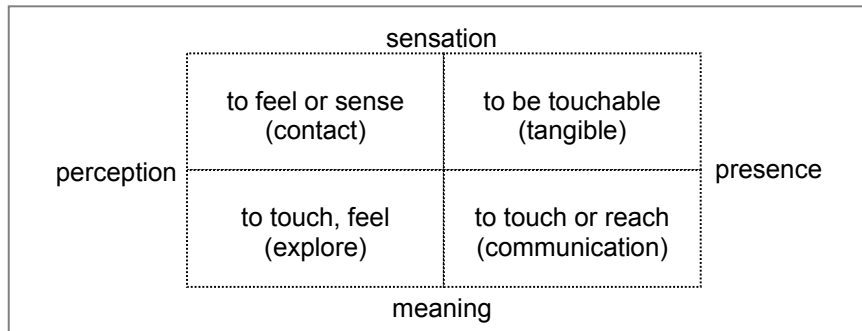 sensation
to feel or sense
(contact)
to be touchable
(tangible)
perception
presence
to touch, feel
(explore)
to touch or reach
(communication)
meaning